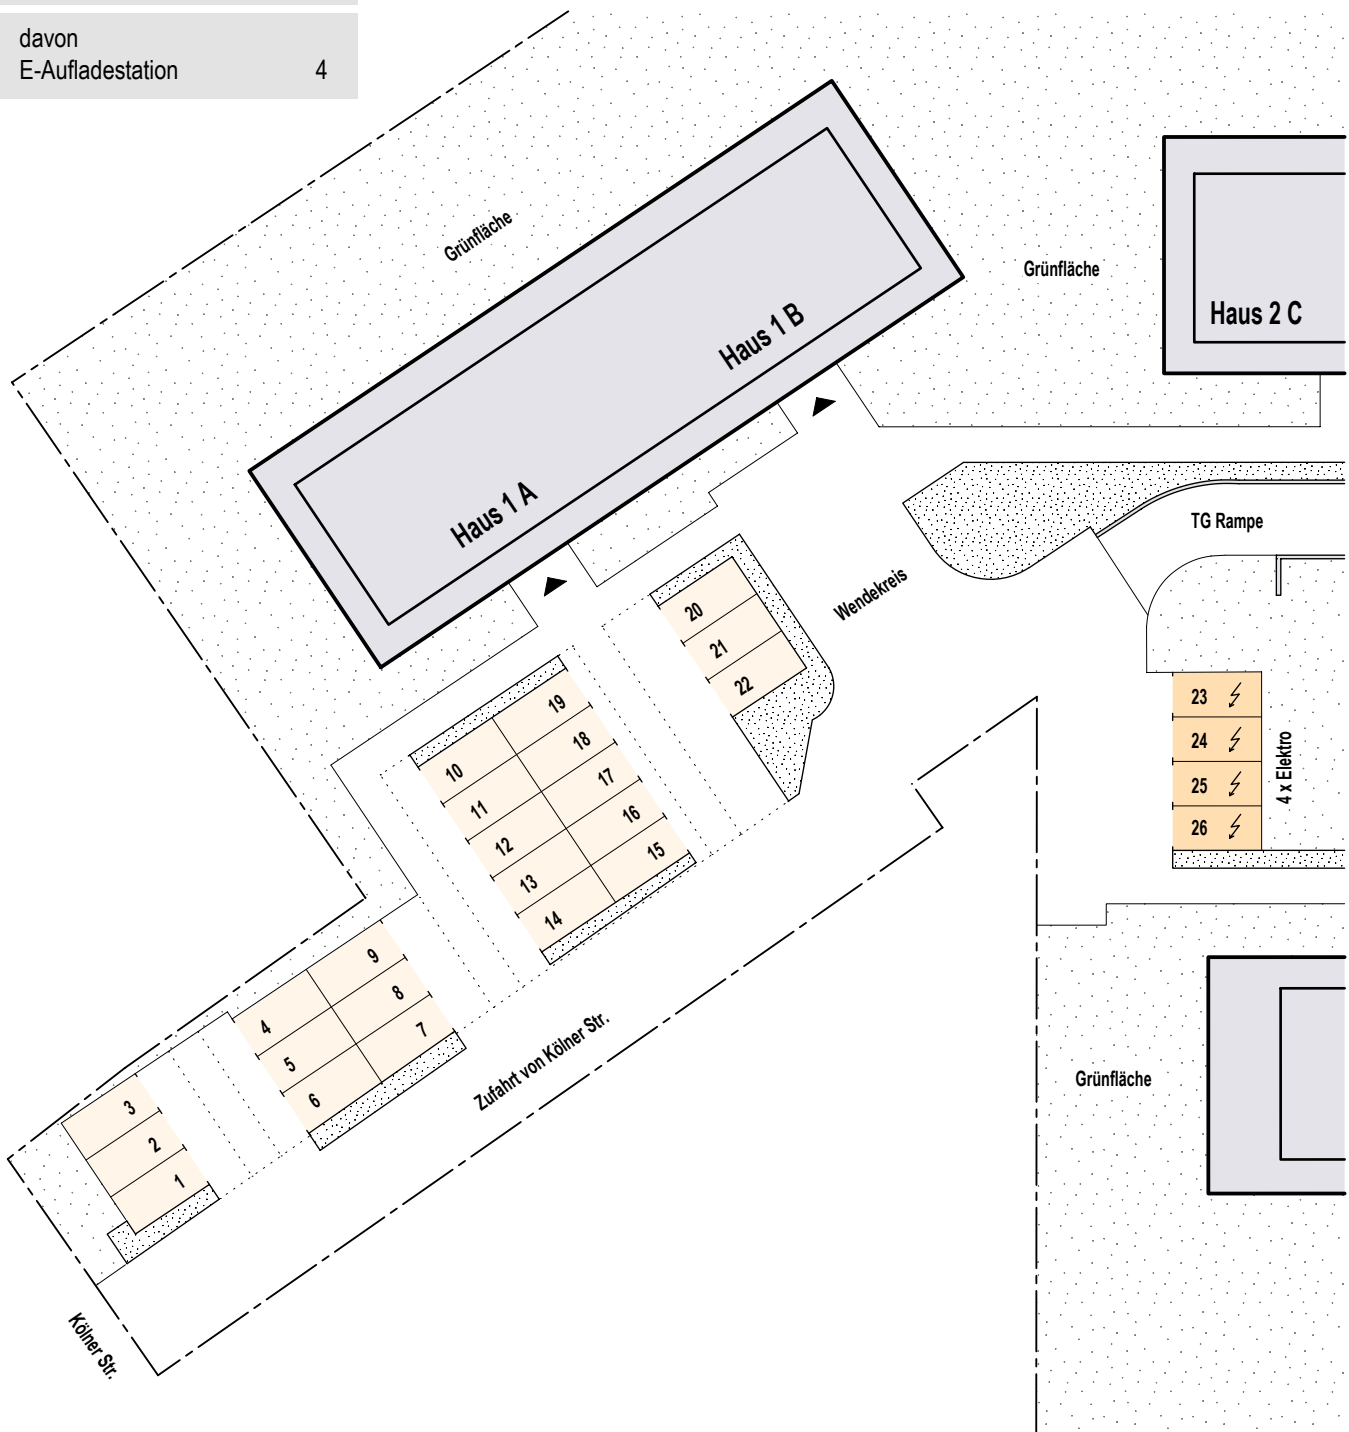 davon
E-Aufladestation 4
Grünfläche
Grünfläche
Haus 2 C
Haus 1 B
Haus 1 A
TG Rampe
Wendekreis
20
21
22
23
24
25
26
4 x Elektro
19
18
17
16
15
10
11
12
13
14
9
8
7
4
5
6
3
2
1
Zufahrt von Kölner Str.
Grünfläche
Kölner Str.